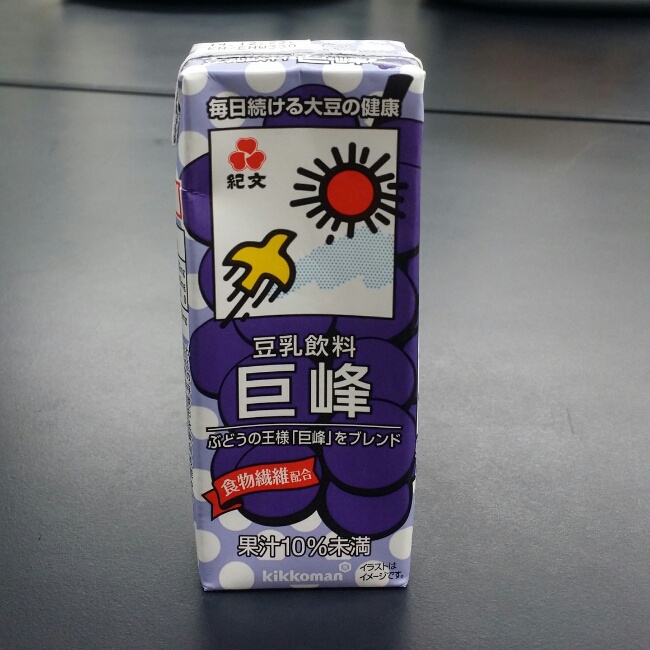 毎日続ける大豆の健康
紀文
豆乳飲料
巨峰
ぶどうの王様「巨峰」をブレンド
食物繊維配合
果汁10%未満
kikkoman
イラストは
イメージです。